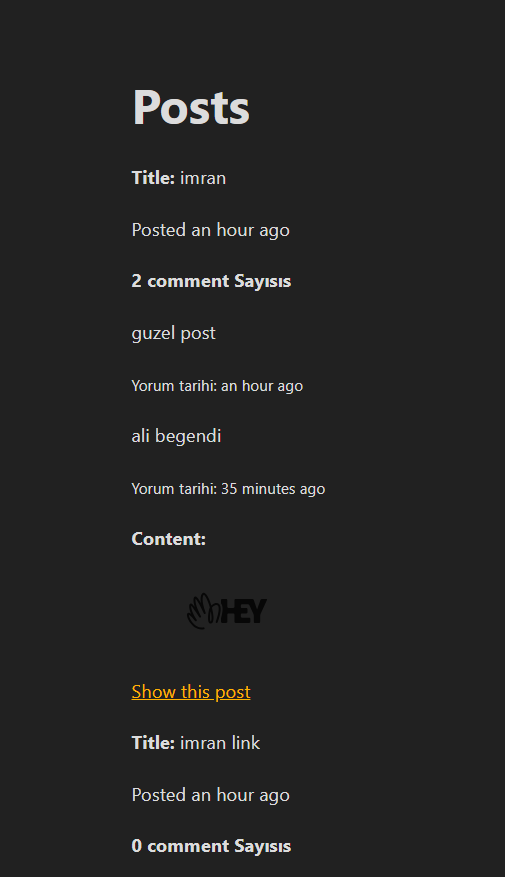 Posts
Title: imran
Posted an hour ago
2 comment Sayısıs
guzel post
Yorum tarihi: an hour ago
ali begendi
Yorum tarihi: 35 minutes ago
Content:
HEY
Show this post
Title: imran link
Posted an hour ago
0 comment Sayısıs